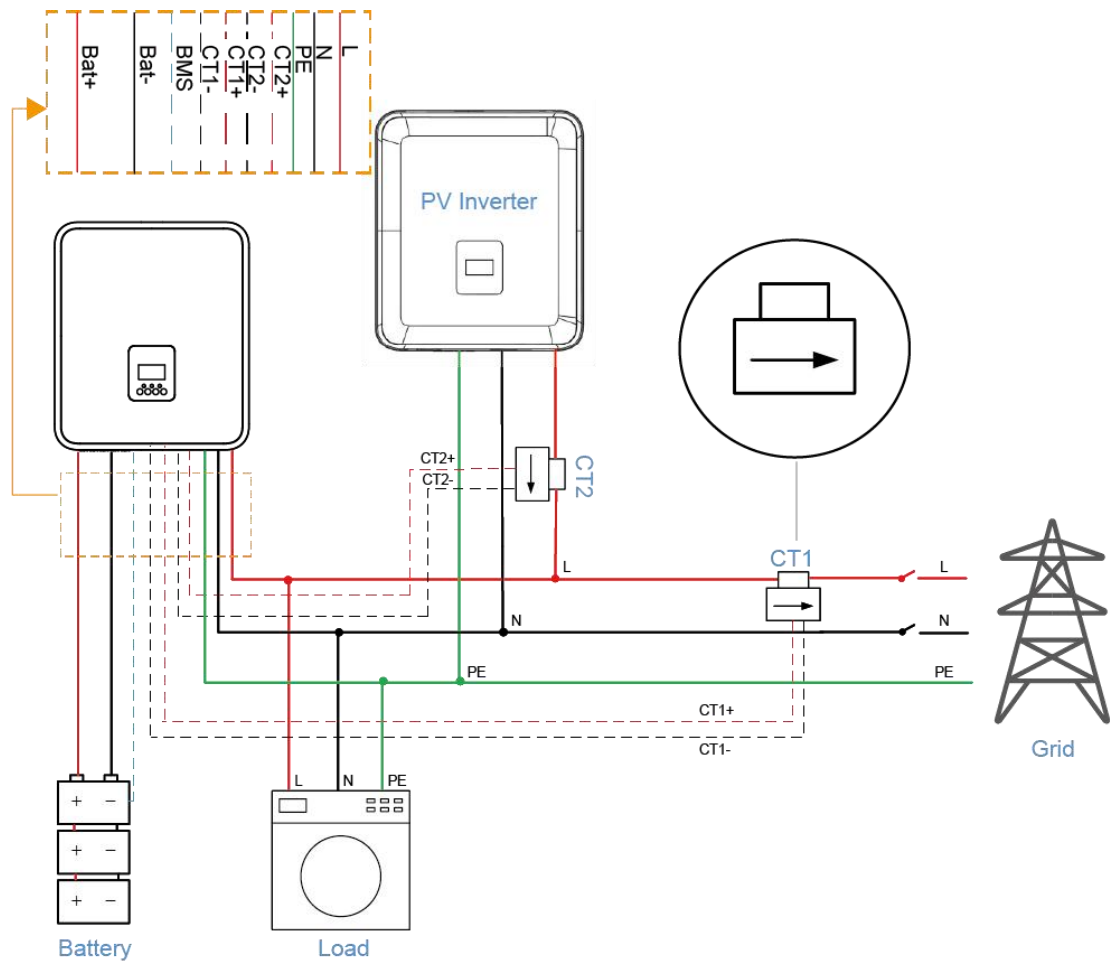 Bat+
Bat-
BMS
CT1-
CT1+
CT2-
CT2+
PE
N
L
PV Inverter
CT2+
CT2-
CT2
CT1
L
L
N
N
PE
PE
CT1+
CT1-
Grid
L
N
PE
+ −
+ −
+ −
Battery
Load